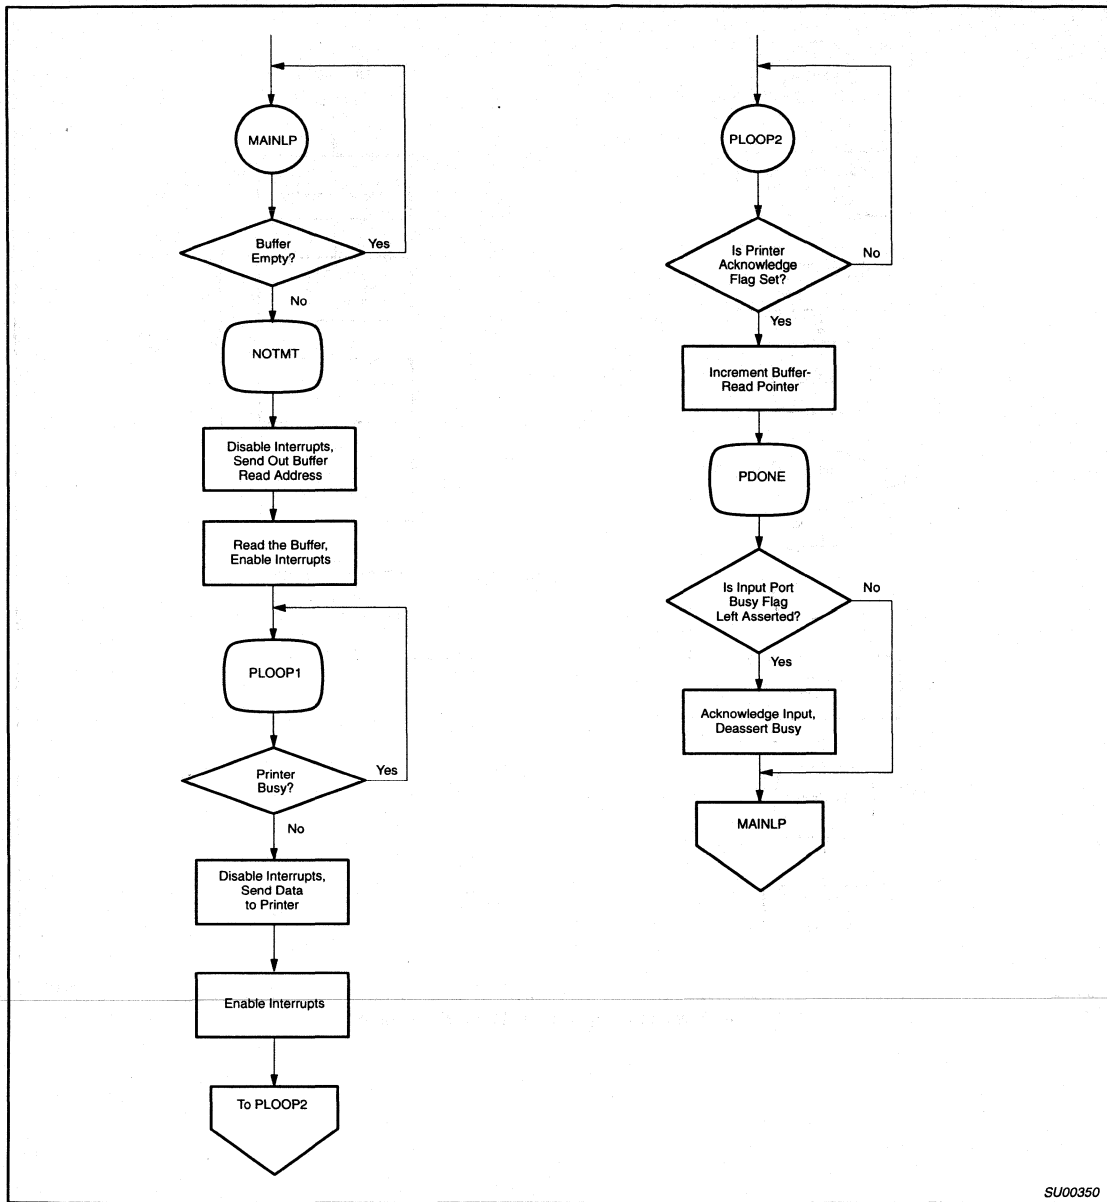 MAINLP
Buffer
Empty?
Yes
No
NOTMT
Disable Interrupts,
Send Out Buffer
Read Address
Read the Buffer,
Enable Interrupts
PLOOP1
Printer
Busy?
Yes
No
Disable Interrupts,
Send Data
to Printer
Enable Interrupts
To PLOOP2
PLOOP2
Is Printer
Acknowledge
Flag Set?
No
Yes
Increment Buffer-
Read Pointer
PDONE
Is Input Port
Busy Flag
Left Asserted?
No
Yes
Acknowledge Input,
Deassert Busy
MAINLP
SU00350